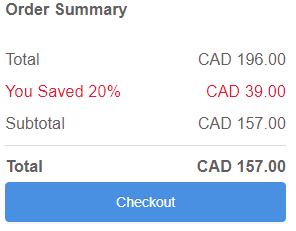 Order Summary
Total CAD 196.00
You Saved 20% CAD 39.00
Subtotal CAD 157.00
Total CAD 157.00
Checkout